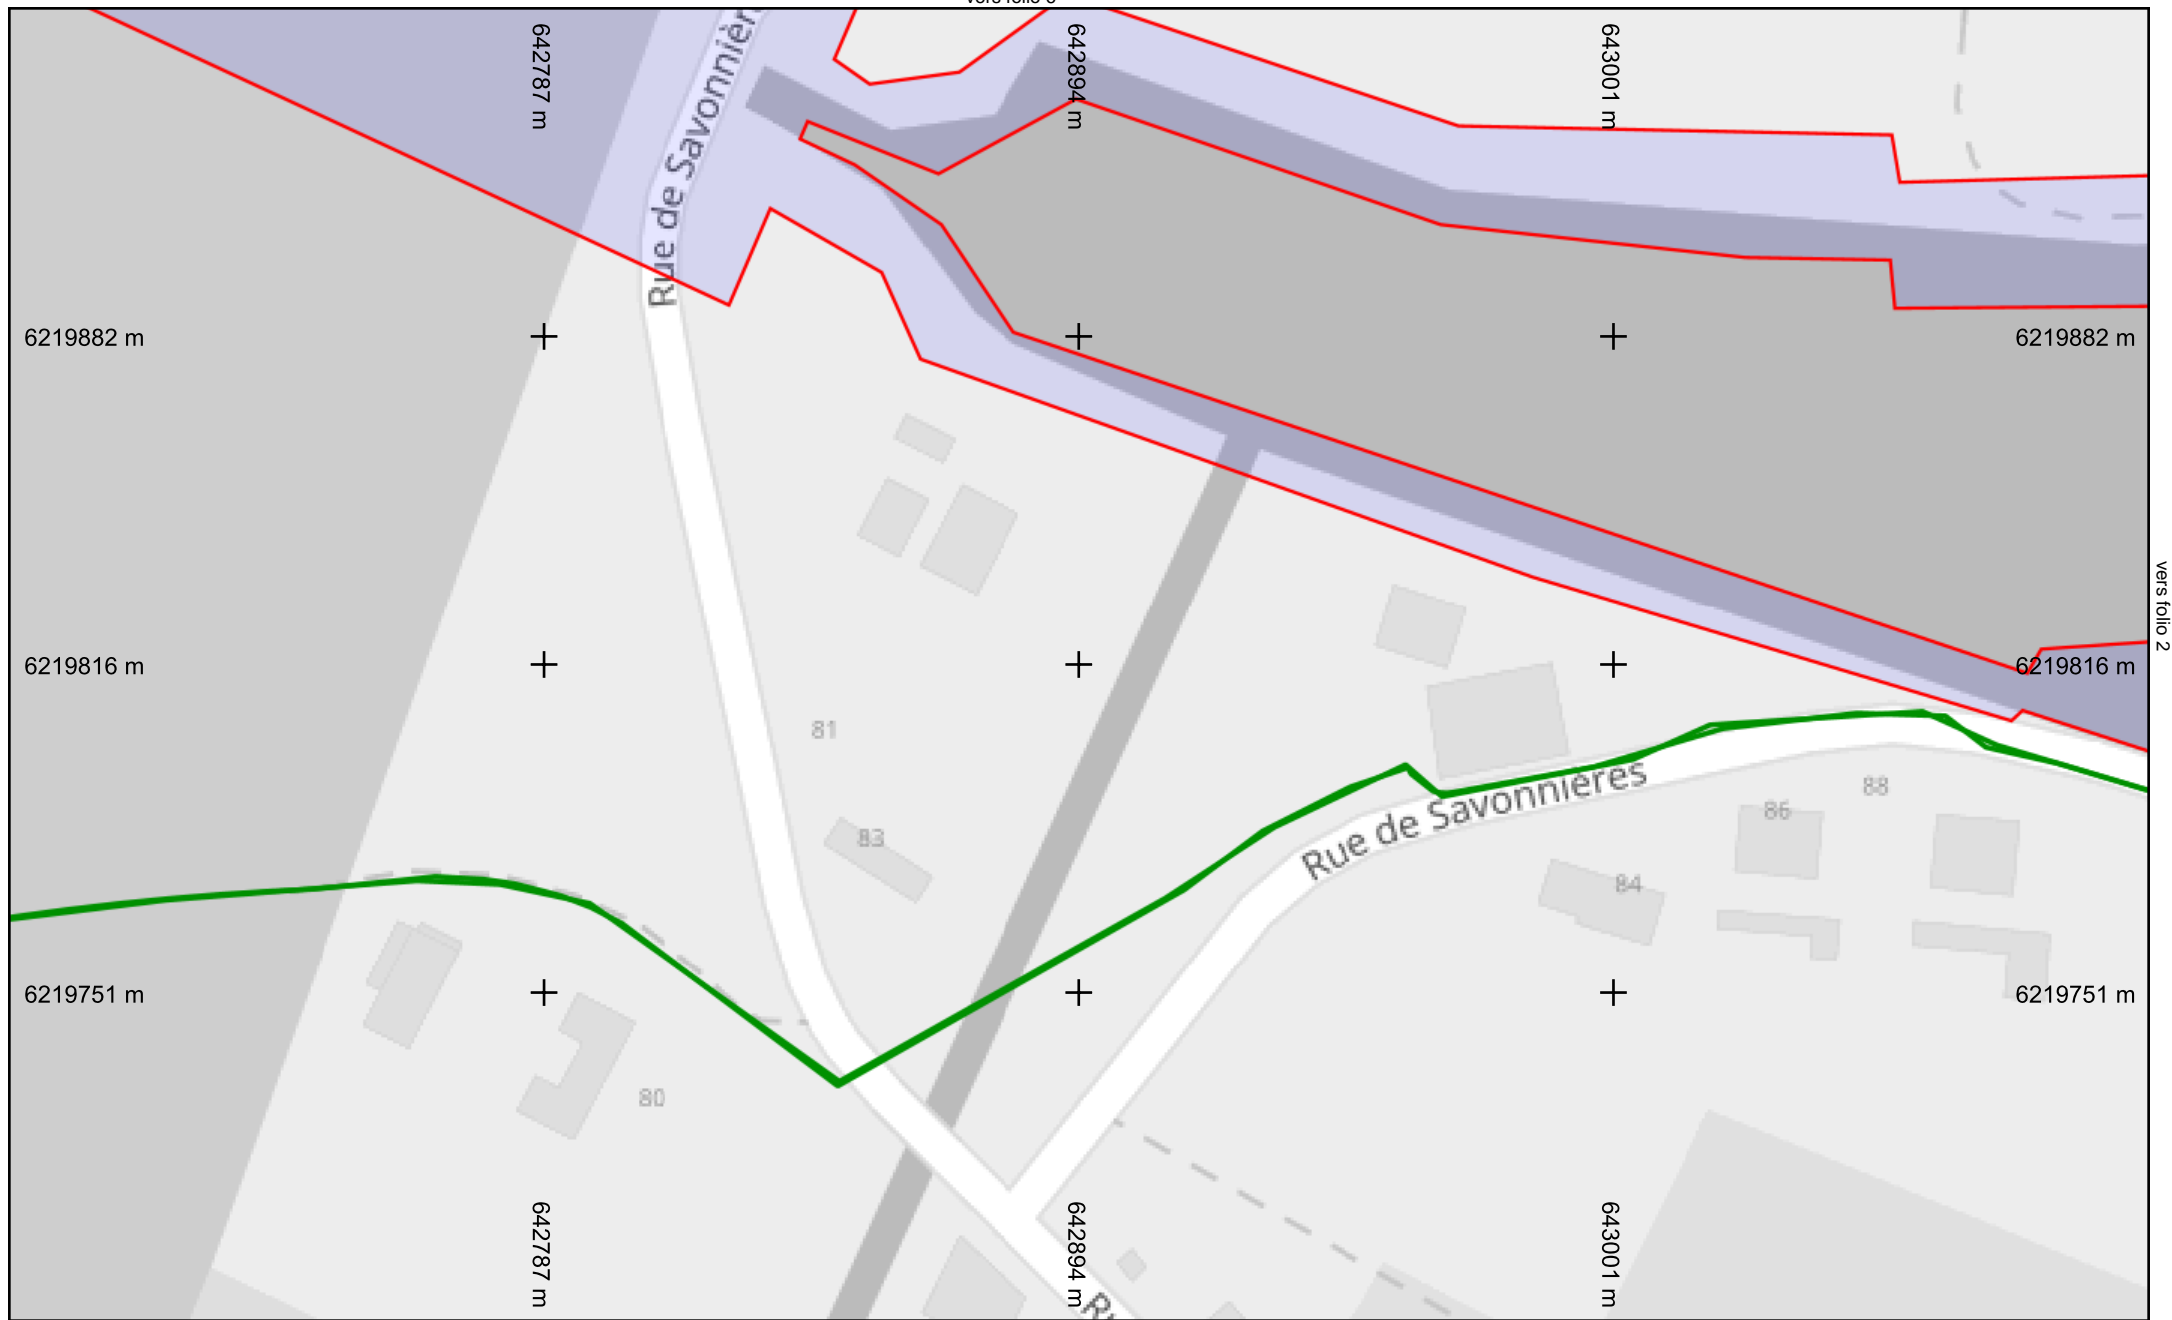 642787 m
642894 m
643001 m
Rue de Savonnièr
6219882 m
6219882 m
vers folio 2
6219816 m
6219816 m
81
83
88
86
Rue de Savonnières
84
6219751 m
6219751 m
80
642787 m
642894 m
643001 m
Ru